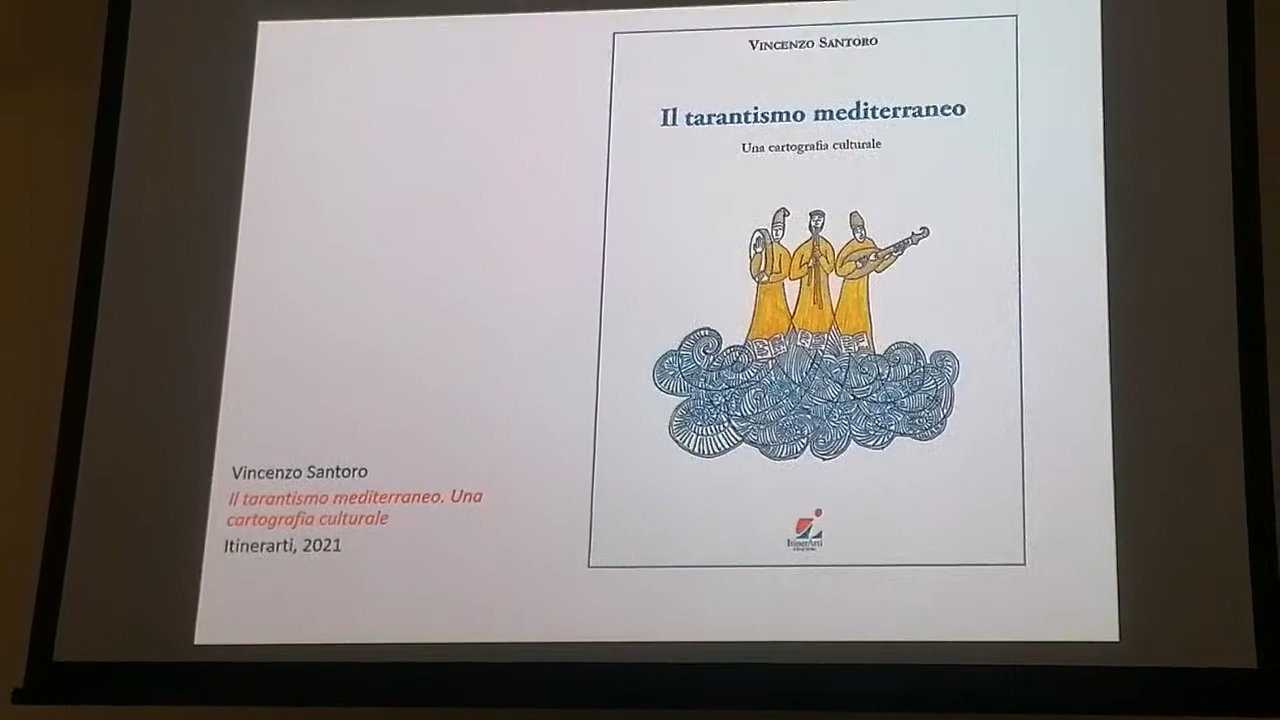 Vincenzo Santoro
Il tarantismo mediterraneo. Una
cartografia culturale
Itinerarti, 2021
VINCENZO SANTORO
Il tarantismo mediterraneo
Una cartografia culturale
ItinerArti